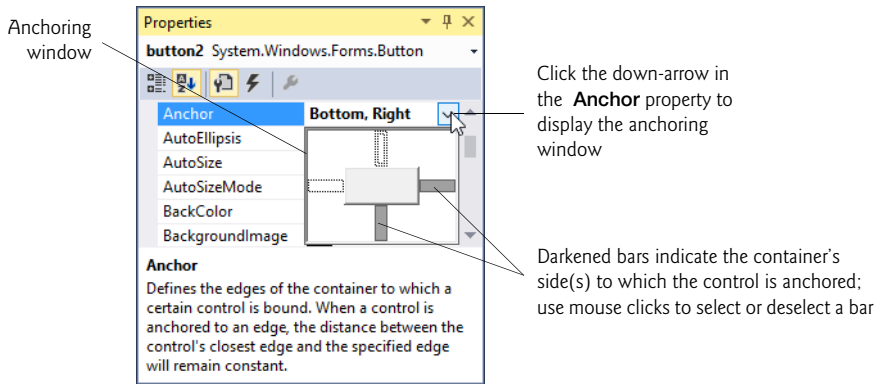 Anchoring
window
Properties
button2 System.Windows.Forms.Button
Anchor Bottom, Right
AutoEllipsis
AutoSize
AutoSizeMode
BackColor
BackgroundImage
Anchor
Defines the edges of the container to which a
certain control is bound. When a control is
anchored to an edge, the distance between the
control's closest edge and the specified edge
will remain constant.
Click the down-arrow in
the Anchor property to
display the anchoring
window
Darkened bars indicate the container's
side(s) to which the control is anchored;
use mouse clicks to select or deselect a bar